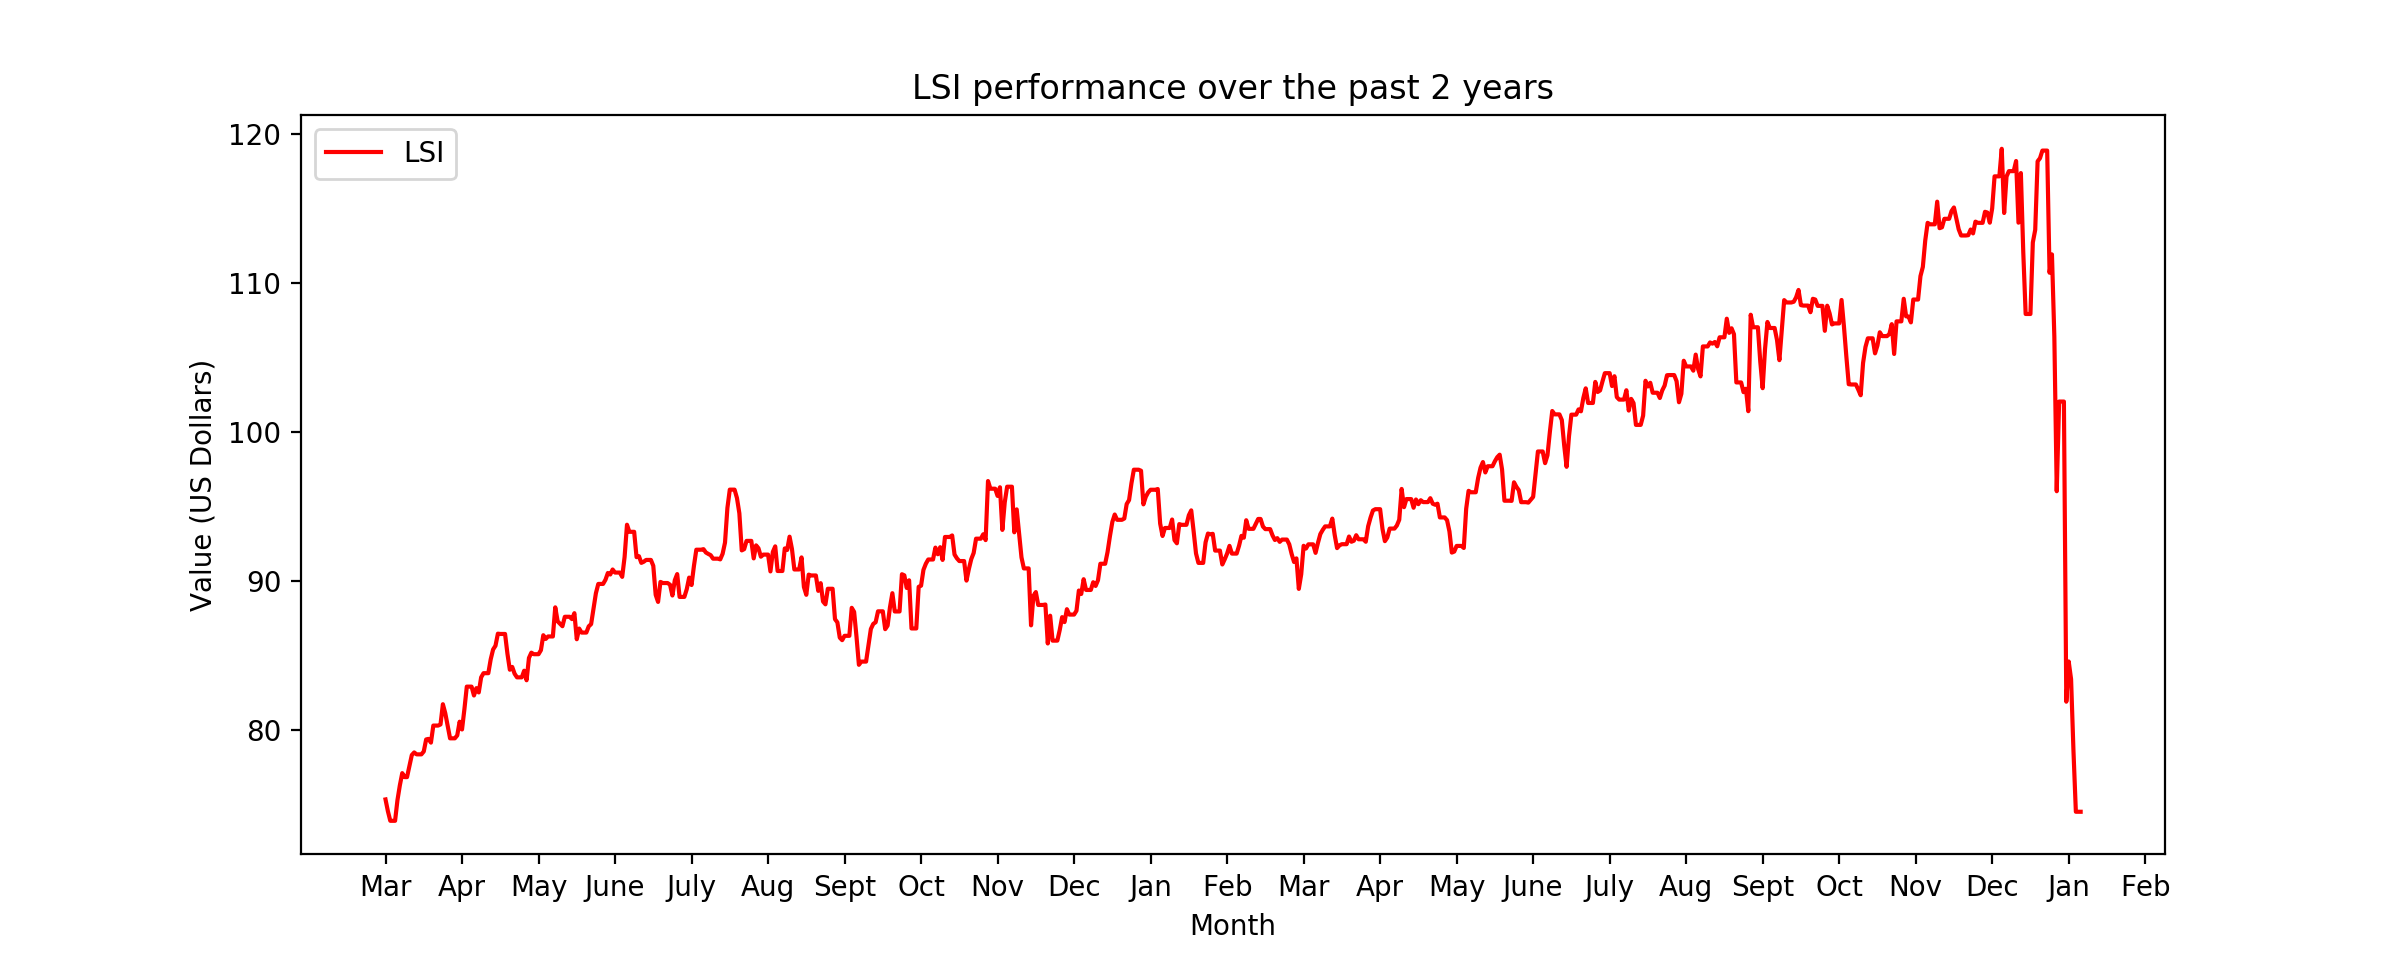 LSI performance over the past 2 years
LSI
120
110
100
90
80
Value (US Dollars)
Mar Apr May June July Aug Sept Oct Nov Dec Jan Feb Mar Apr May June July Aug Sept Oct Nov Dec Jan Feb
Month